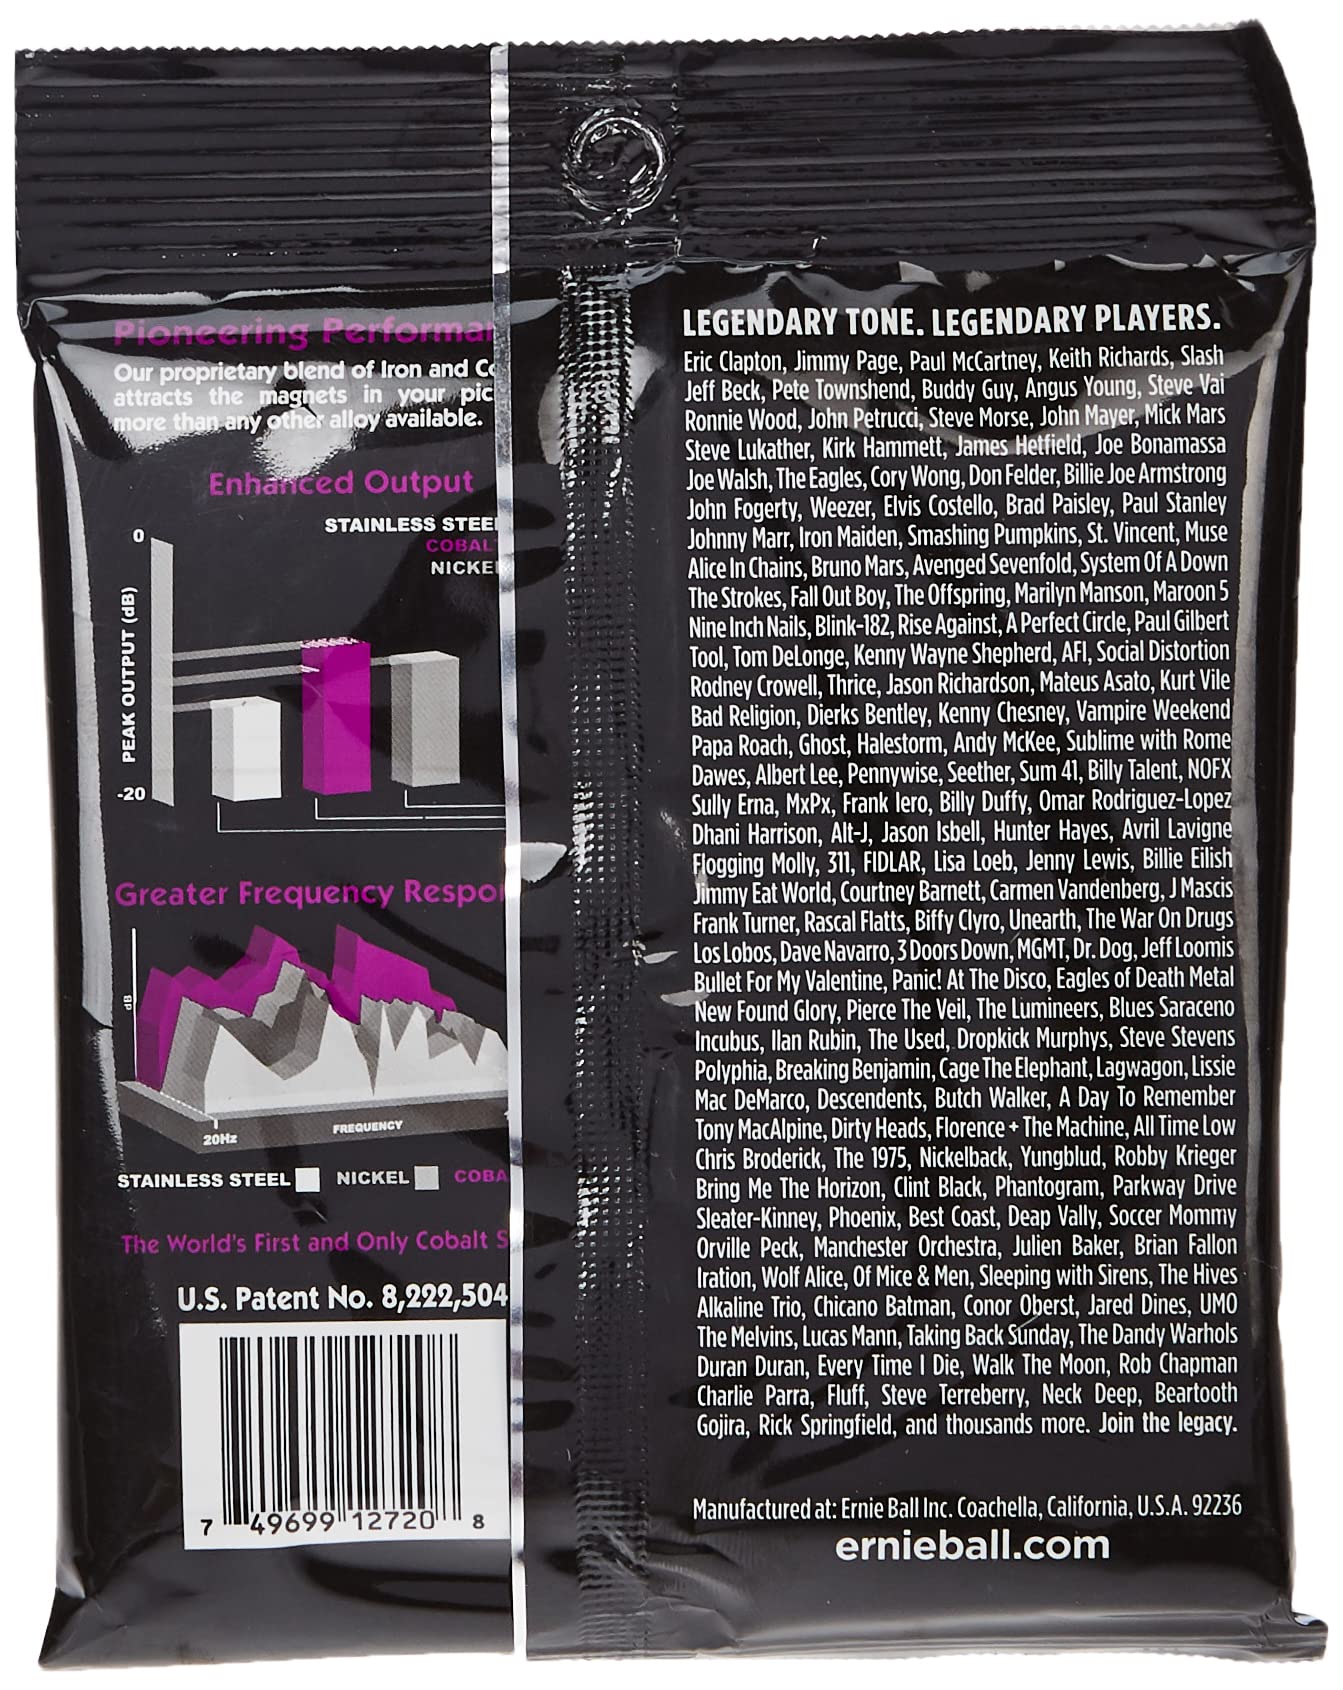 Pioneering Performa
Our proprietary blend of Iron and Co
attracts the magnets in your pic
more than any other alloy available.
Enhanced Output
STAINLESS STEE
COBAL
NICKE
0
PEAK OUTPUT (dB)
-20
Greater Frequency Respo
dB
20Hz
FREQUENCY
STAINLESS STEEL NICKEL COBA
The World's First and Only Cobalt S
U.S. Patent No. 8,222,504
7 49699 12720 8
LEGENDARY TONE. LEGENDARY PLAYERS.
Eric Clapton, Jimmy Page, Paul McCartney, Keith Richards, Slash
Jeff Beck, Pete Townshend, Buddy Guy, Angus Young, Steve Vai
Ronnie Wood, John Petrucci, Steve Morse, John Mayer, Mick Mars
Steve Lukather, Kirk Hammett, James Hetfield, Joe Bonamassa
Joe Walsh, The Eagles, Cory Wong, Don Felder, Billie Joe Armstrong
John Fogerty, Weezer, Elvis Costello, Brad Paisley, Paul Stanley
Johnny Marr, Iron Maiden, Smashing Pumpkins, St. Vincent, Muse
Alice In Chains, Bruno Mars, Avenged Sevenfold, System Of A Down
The Strokes, Fall Out Boy, The Offspring, Marilyn Manson, Maroon 5
Nine Inch Nails, Blink-182, Rise Against, A Perfect Circle, Paul Gilbert
Tool, Tom DeLonge, Kenny Wayne Shepherd, AFI, Social Distortion
Rodney Crowell, Thrice, Jason Richardson, Mateus Asato, Kurt Vile
Bad Religion, Dierks Bentley, Kenny Chesney, Vampire Weekend
Papa Roach, Ghost, Halestorm, Andy McKee, Sublime with Rome
Dawes, Albert Lee, Pennywise, Seether, Sum 41, Billy Talent, NOFX
Sully Erna, MxPx, Frank Iero, Billy Duffy, Omar Rodriguez-Lopez
Dhani Harrison, Alt-J, Jason Isbell, Hunter Hayes, Avril Lavigne
Flogging Molly, 311, FIDLAR, Lisa Loeb, Jenny Lewis, Billie Eilish
Jimmy Eat World, Courtney Barnett, Carmen Vandenberg, J Mascis
Frank Turner, Rascal Flatts, Biffy Clyro, Unearth, The War On Drugs
Los Lobos, Dave Navarro, 3 Doors Down, MGMT, Dr. Dog, Jeff Loomis
Bullet For My Valentine, Panic! At The Disco, Eagles of Death Metal
New Found Glory, Pierce The Veil, The Lumineers, Blues Saraceno
Incubus, Ilan Rubin, The Used, Dropkick Murphys, Steve Stevens
Polyphia, Breaking Benjamin, Cage The Elephant, Lagwagon, Lissie
Mac DeMarco, Descendents, Butch Walker, A Day To Remember
Tony MacAlpine, Dirty Heads, Florence + The Machine, All Time Low
Chris Broderick, The 1975, Nickelback, Yungblud, Robby Krieger
Bring Me The Horizon, Clint Black, Phantogram, Parkway Drive
Sleater-Kinney, Phoenix, Best Coast, Deap Vally, Soccer Mommy
Orville Peck, Manchester Orchestra, Julien Baker, Brian Fallon
Iration, Wolf Alice, Of Mice & Men, Sleeping with Sirens, The Hives
Alkaline Trio, Chicano Batman, Conor Oberst, Jared Dines, UMO
The Melvins, Lucas Mann, Taking Back Sunday, The Dandy Warhols
Duran Duran, Every Time I Die, Walk The Moon, Rob Chapman
Charlie Parra, Fluff, Steve Terreberry, Neck Deep, Beartooth
Gojira, Rick Springfield, and thousands more. Join the legacy.
Manufactured at: Ernie Ball Inc. Coachella, California, U.S.A. 92236
ernieball.com